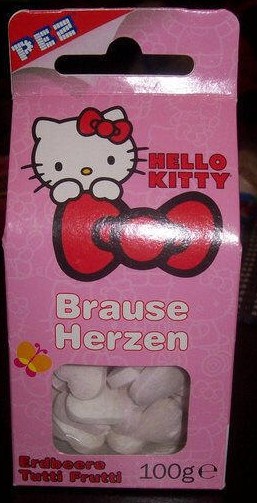 PEZ
HELLO
KITTY
Brause
Herzen
Erdbeere
Tutti Frutti
100g e